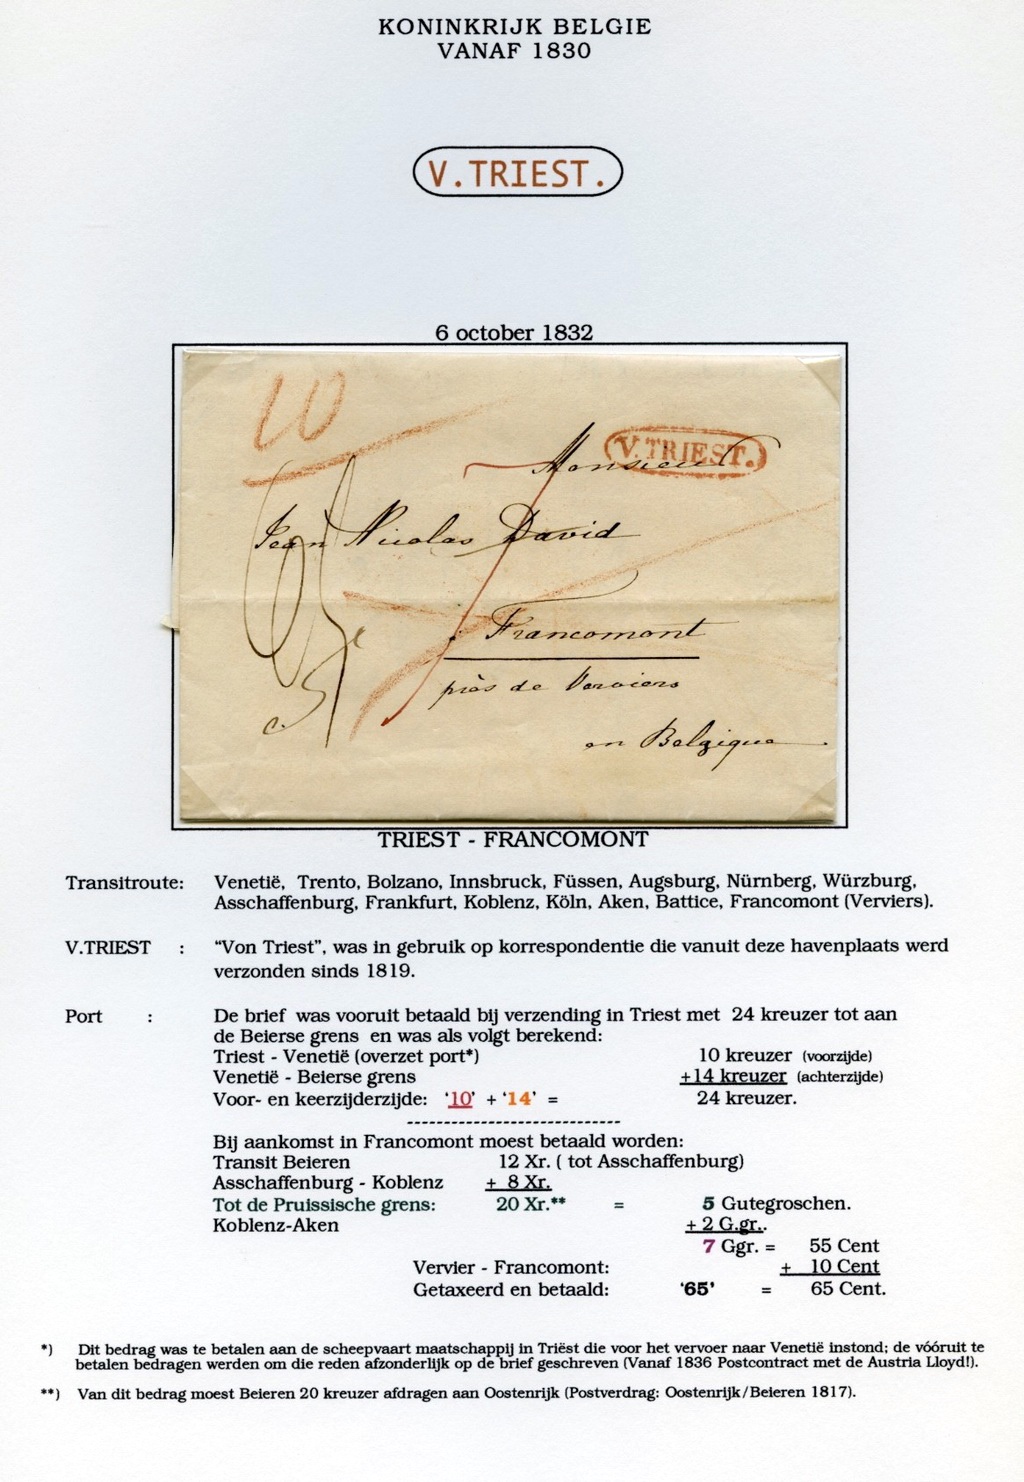 KONINKRIJK BELGIE
VANAF 1830
V.TRIEST.
6 october 1832
10
V.TRIEST.
Monsieur
Jean Nicolas David
Francomont
près de Verviers
en Belgique
TRIEST - FRANCOMONT
Transitroute: Venetië, Trento, Bolzano, Innsbruck, Füssen, Augsburg, Nürnberg, Würzburg,
Asschaffenburg, Frankfurt, Koblenz, Köln, Aken, Battice, Francomont (Verviers).
V.TRIEST : "Von Triest", was in gebruik op korrespondentie die vanuit deze havenplaats werd
verzonden sinds 1819.
Port : De brief was vooruit betaald bij verzending in Triest met 24 kreuzer tot aan
de Beierse grens en was als volgt berekend:
Triest - Venetië (overzet port*) 10 kreuzer (voorzijde)
Venetië - Beierse grens +14 kreuzer (achterzijde)
Voor- en keerzijderzijde: '10' + '14' = 24 kreuzer.
----------------------------
Bij aankomst in Francomont moest betaald worden:
Transit Beieren 12 Xr. ( tot Asschaffenburg)
Asschaffenburg - Koblenz + 8 Xr.
Tot de Pruissische grens: 20 Xr.** = 5 Gutegroschen.
Koblenz-Aken + 2 G.gr..
7 Ggr. = 55 Cent
Vervier - Francomont: + 10 Cent
Getaxeerd en betaald: '65' = 65 Cent.
*) Dit bedrag was te betalen aan de scheepvaart maatschappij in Triëst die voor het vervoer naar Venetië instond; de vóóruit te
betalen bedragen werden om die reden afzonderlijk op de brief geschreven (Vanaf 1836 Postcontract met de Austria Lloyd!).
**) Van dit bedrag moest Beieren 20 kreuzer afdragen aan Oostenrijk (Postverdrag: Oostenrijk/Beieren 1817).